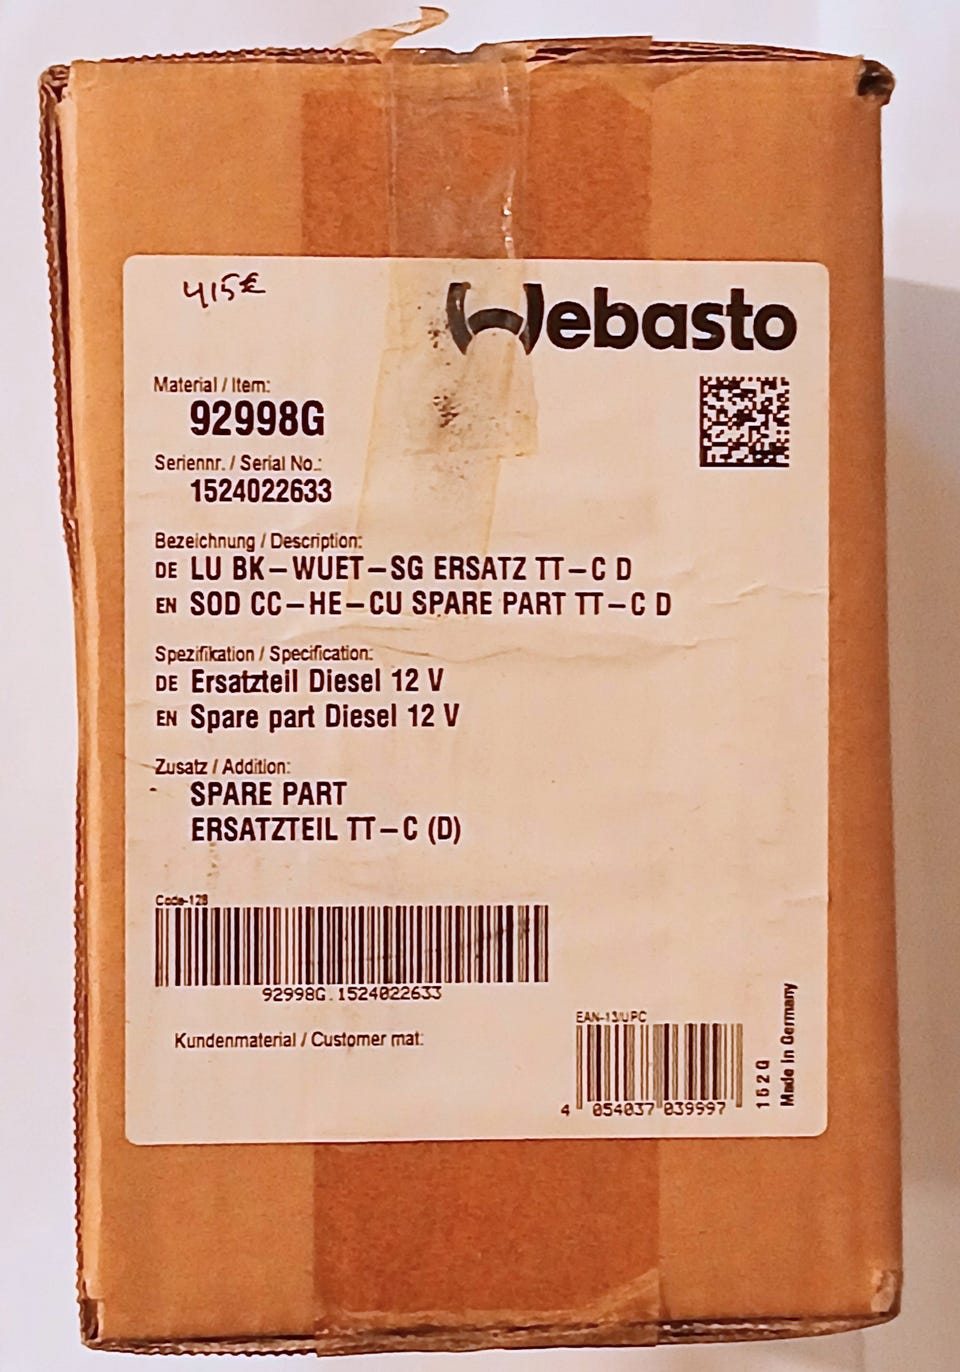 415€
Webasto
Material / Item:
92998G
Seriennr. / Serial No.:
1524022633
Bezeichnung / Description:
DE LU BK-WUET-SG ERSATZ TT-C D
EN SOD CC-HE-CU SPARE PART TT-C D
Spezifikation / Specification:
DE Ersatzteil Diesel 12 V
EN Spare part Diesel 12 V
Zusatz / Addition:
SPARE PART
ERSATZTEIL TT-C (D)
Code-128
92998G.1524022633
Kundenmaterial / Customer mat:
EAN-13/UPC
4 054037 039997
152G
Made in Germany